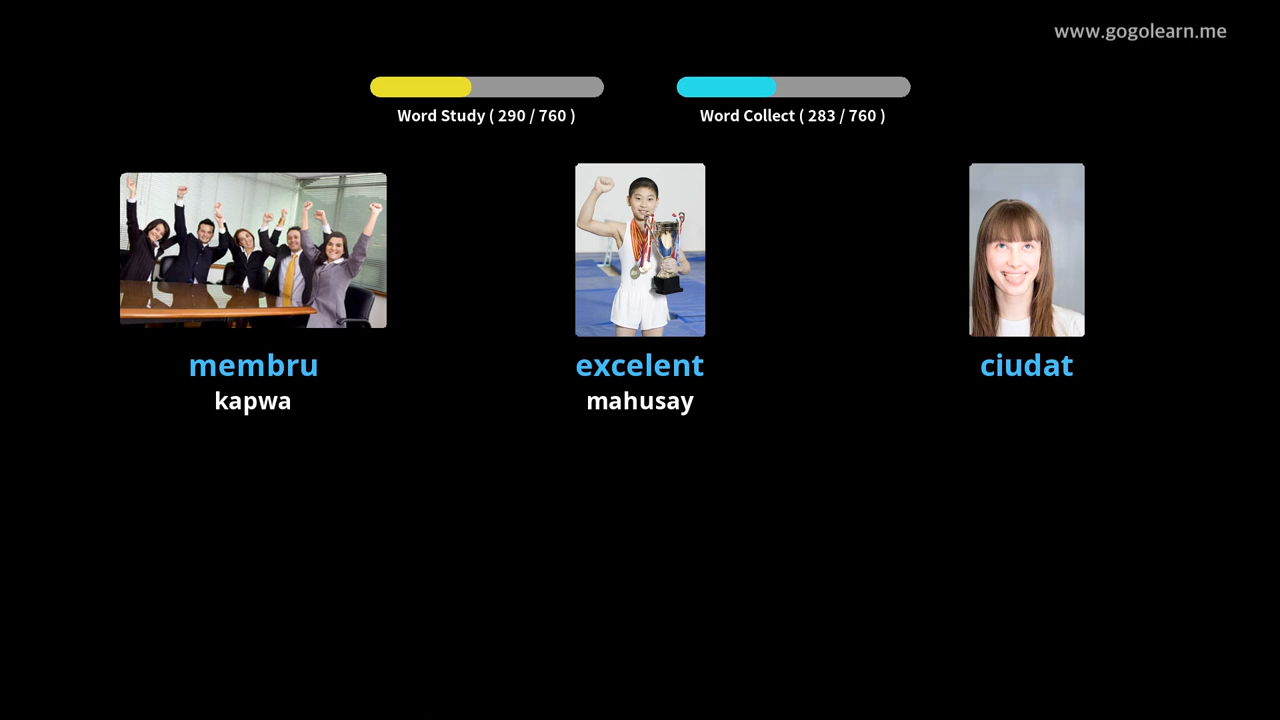 www.gogolearn.me
Word Study ( 290 / 760 )
Word Collect ( 283 / 760 )
membru
kapwa
excelent
mahusay
ciudat